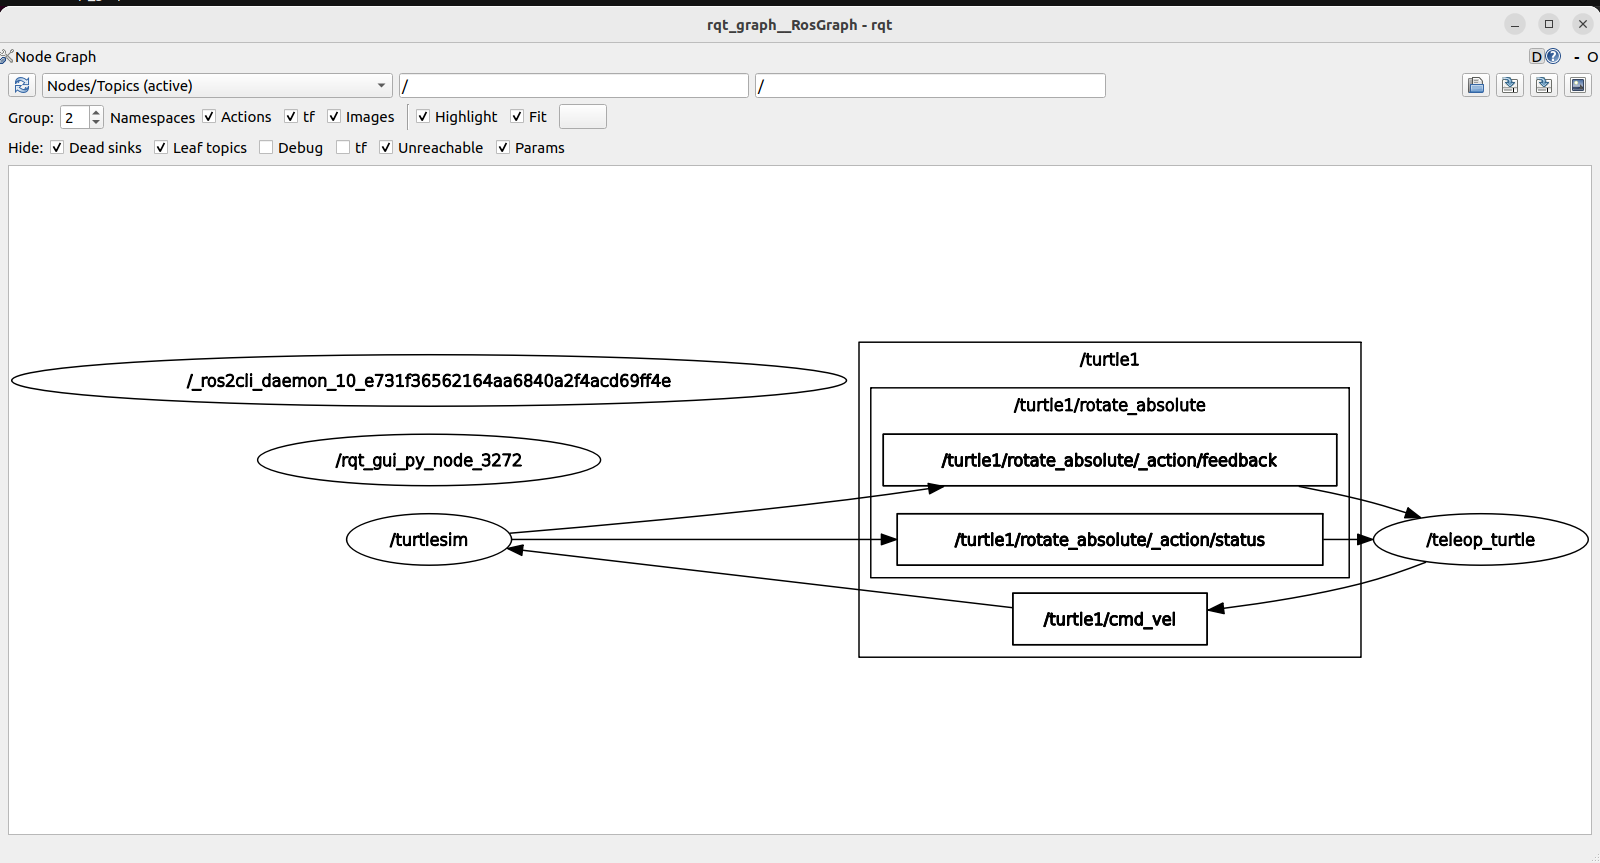 rqt_graph__RosGraph - rqt
Node Graph D ? - O
Nodes/Topics (active) / /
Group: 2 Namespaces Actions tf Images Highlight Fit
Hide: Dead sinks Leaf topics Debug tf Unreachable Params
/turtle1
/_ros2cli_daemon_10_e731f36562164aa6840a2f4acd69ff4e
/turtle1/rotate_absolute
/rqt_gui_py_node_3272
/turtle1/rotate_absolute/_action/feedback
/turtlesim
/turtle1/rotate_absolute/_action/status
/teleop_turtle
/turtle1/cmd_vel